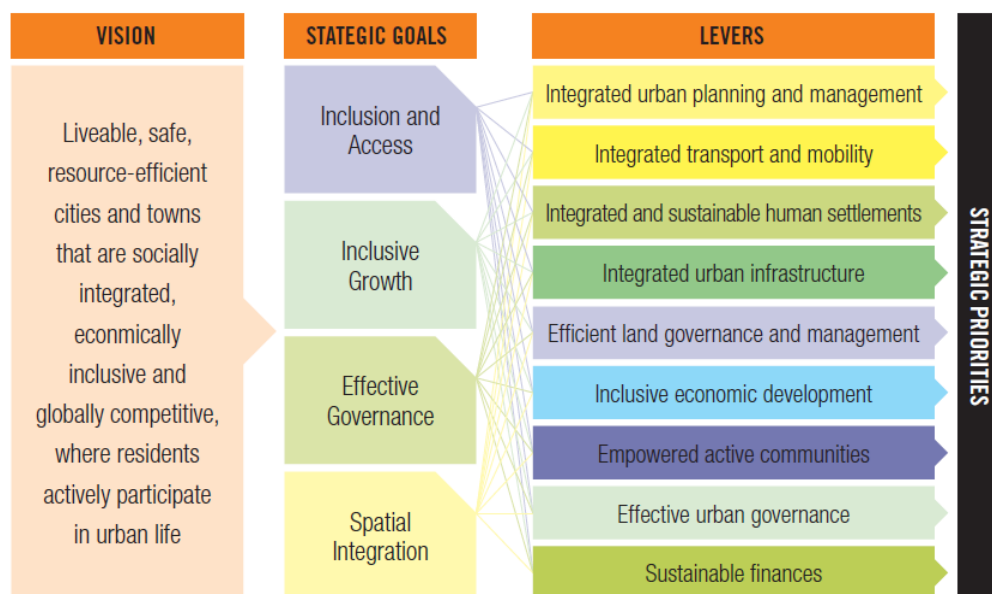 VISION
Liveable, safe,
resource-efficient
cities and towns
that are socially
integrated,
econmically
inclusive and
globally competitive,
where residents
actively participate
in urban life
STATEGIC GOALS
Inclusion and
Access
Inclusive
Growth
Effective
Governance
Spatial
Integration
LEVERS
Integrated urban planning and management
Integrated transport and mobility
Integrated and sustainable human settlements
Integrated urban infrastructure
Efficient land governance and management
Inclusive economic development
Empowered active communities
Effective urban governance
Sustainable finances
STRATEGIC PRIORITIES